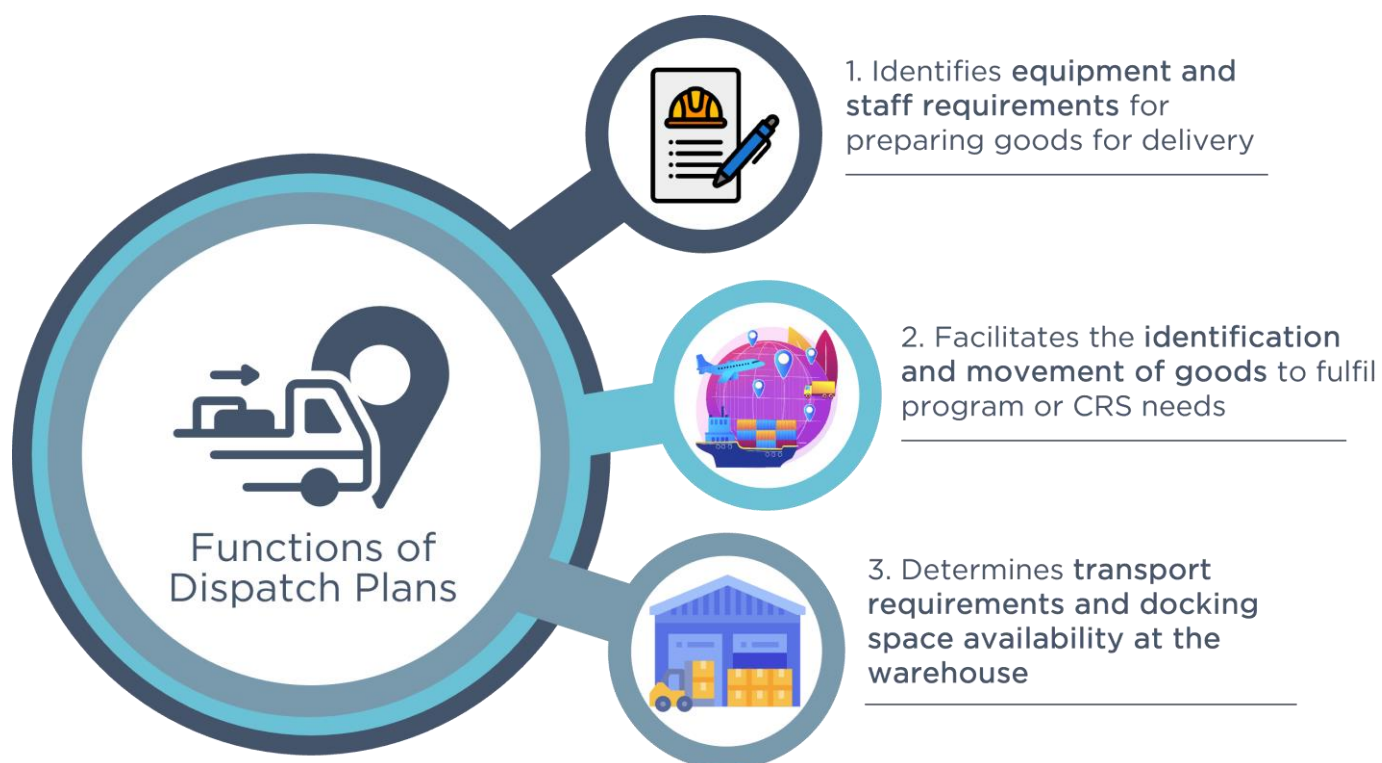 1. Identifies equipment and
staff requirements for
preparing goods for delivery
2. Facilitates the identification
and movement of goods to fulfil
program or CRS needs
Functions of
Dispatch Plans
3. Determines transport
requirements and docking
space availability at the
warehouse